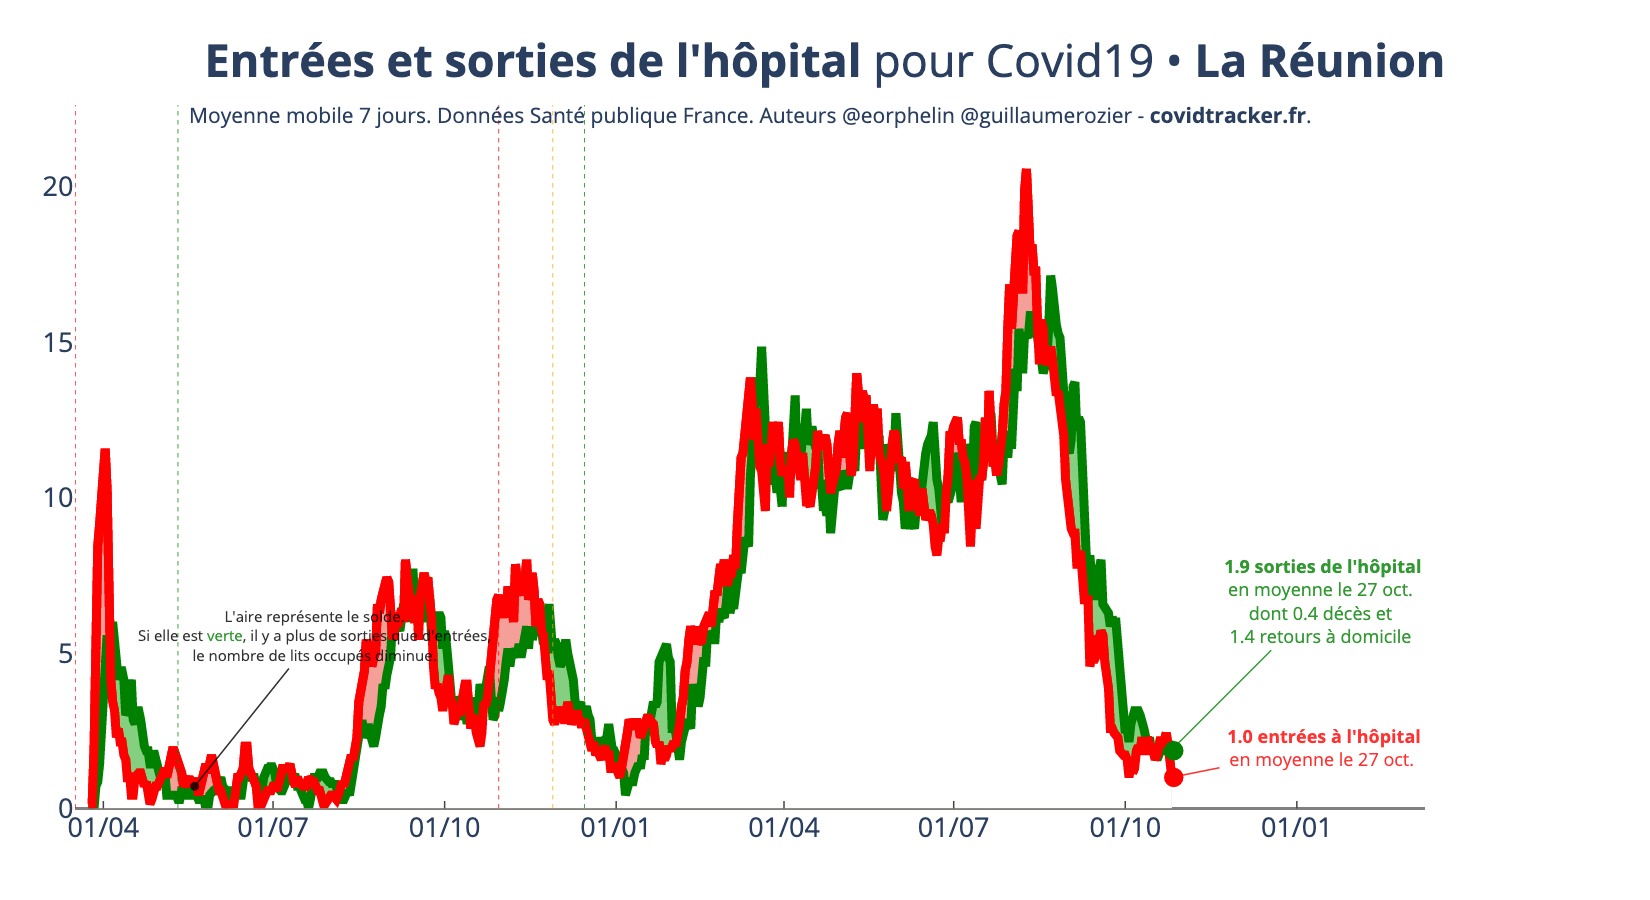 Entrées et sorties de l'hôpital pour Covid19 • La Réunion
Moyenne mobile 7 jours. Données Santé publique France. Auteurs @eorphelin @guillaumerozier - covidtracker.fr.
20
15
10
5
0
L'aire représente le solde.
Si elle est verte, il y a plus de sorties que d'entrées,
le nombre de lits occupés diminue.
1.9 sorties de l'hôpital
en moyenne le 27 oct.
dont 0.4 décès et
1.4 retours à domicile
1.0 entrées à l'hôpital
en moyenne le 27 oct.
01/04 01/07 01/10 01/01 01/04 01/07 01/10 01/01